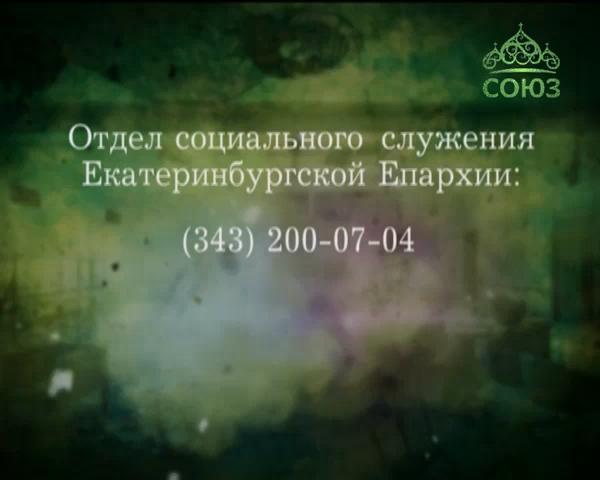 СОЮЗ
Отдел социального служения
Екатеринбургской Епархии:
(343) 200-07-04